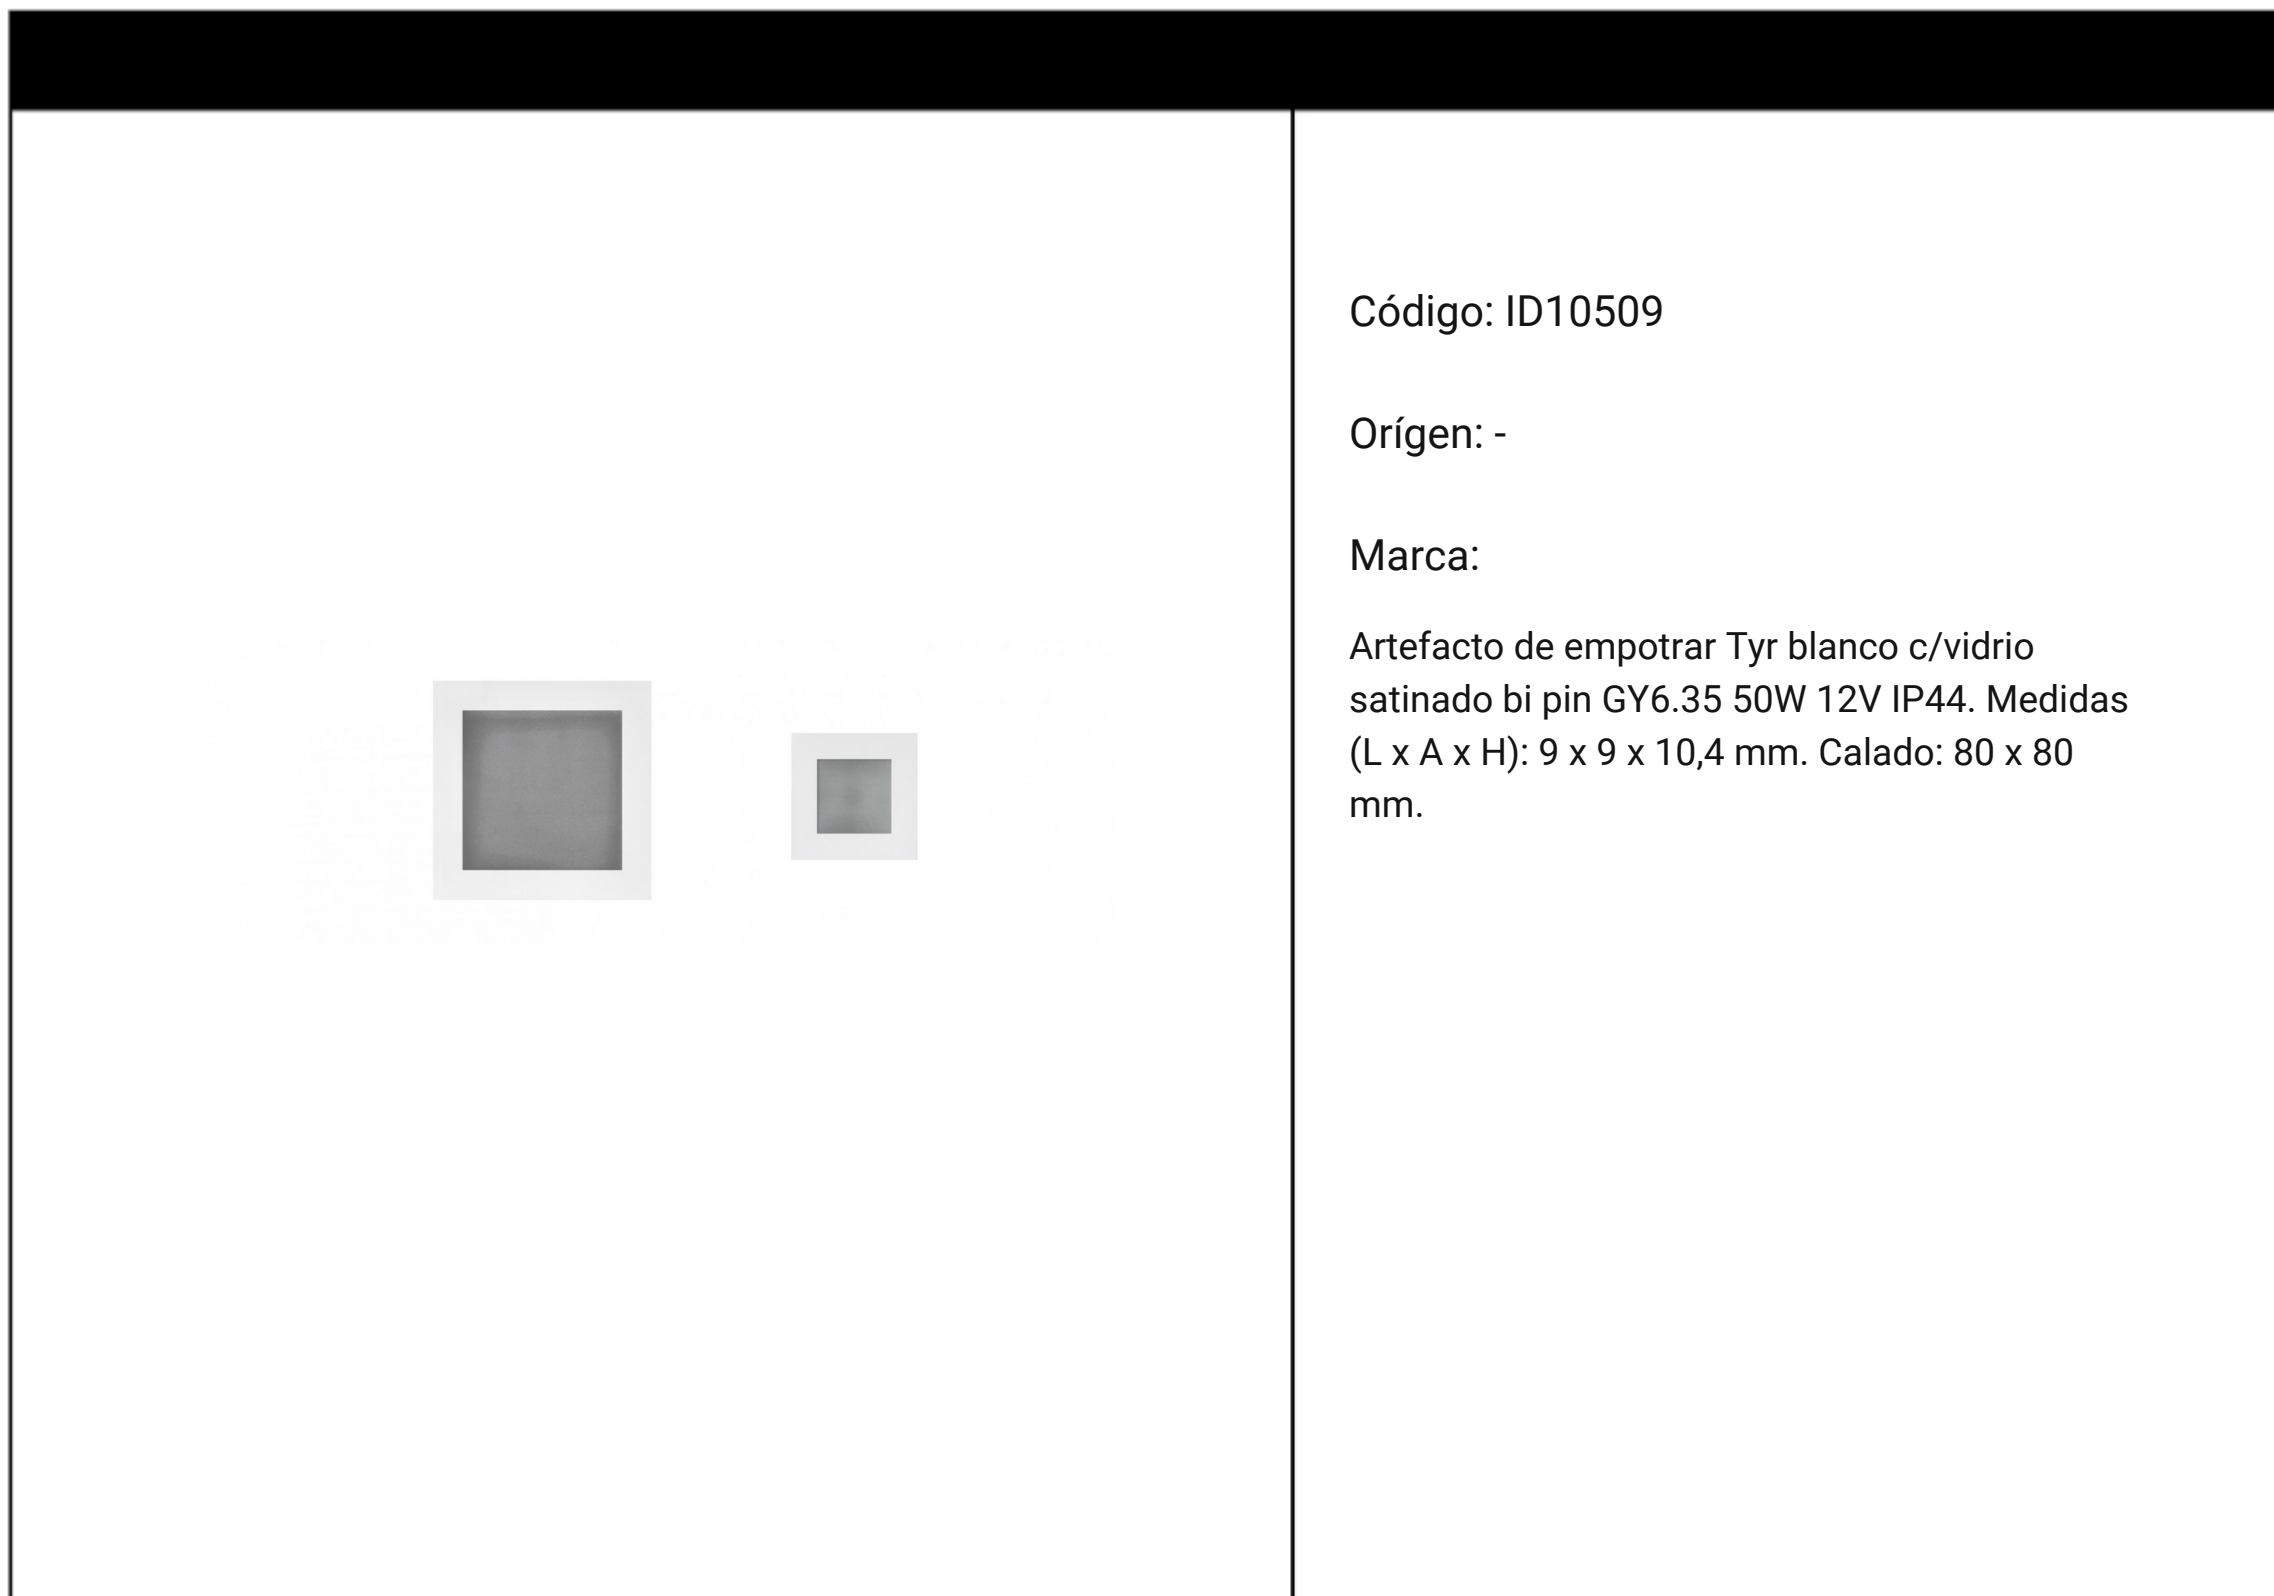 Código: ID10509
Orígen: -
Marca:
Artefacto de empotrar Tyr blanco c/vidrio
satinado bi pin GY6.35 50W 12V IP44. Medidas
(L x A x H): 9 x 9 x 10,4 mm. Calado: 80 x 80
mm.